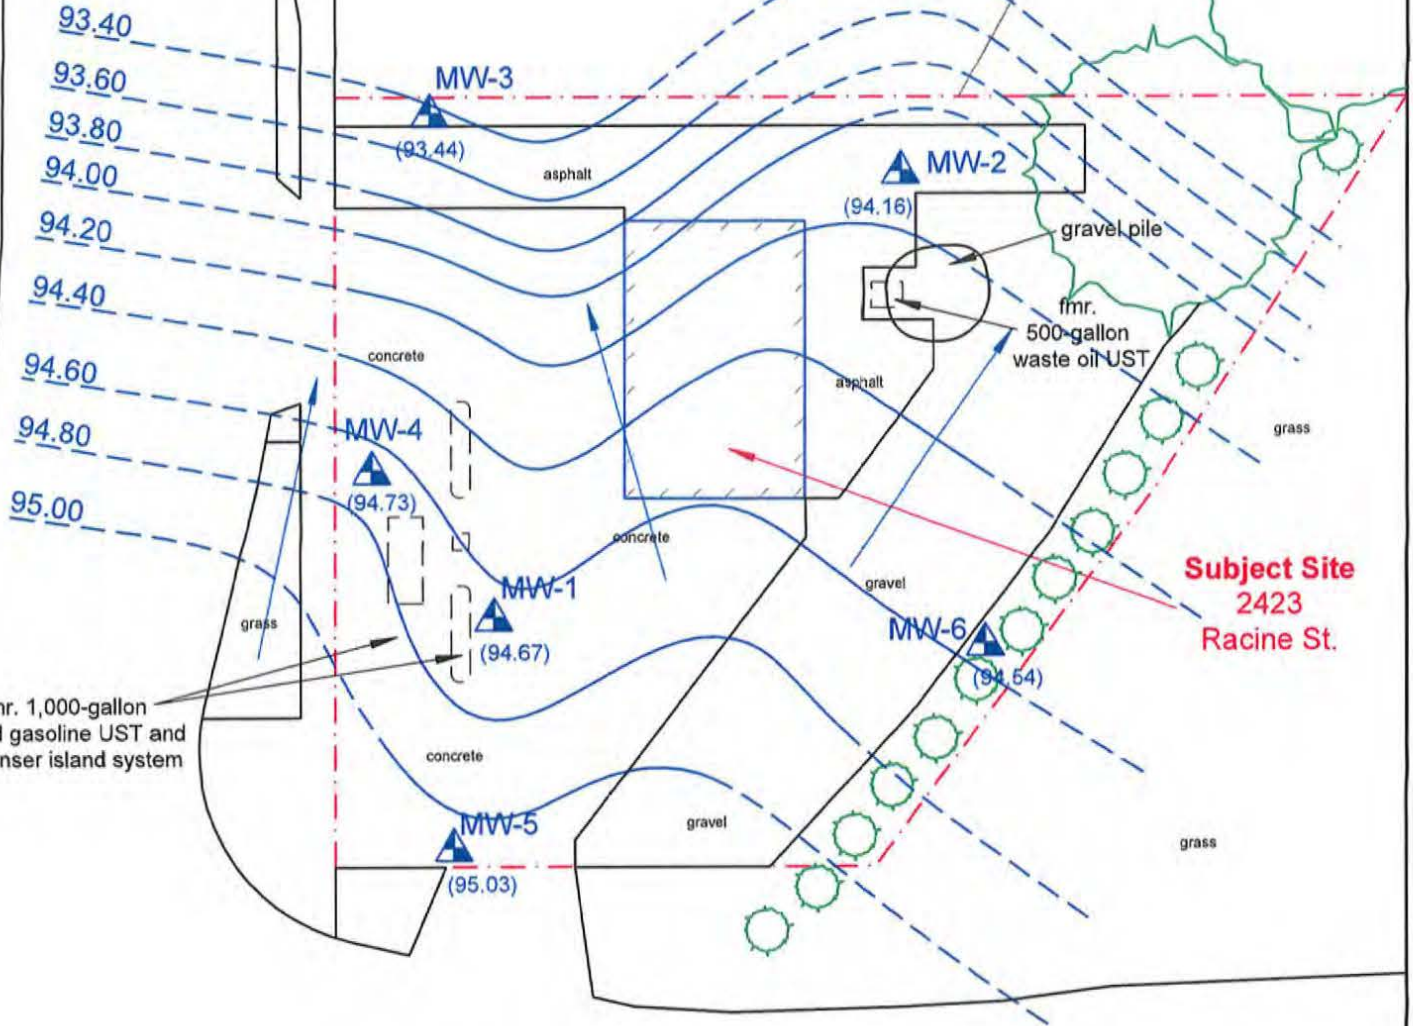 93.40
93.60
93.80
94.00
94.20
94.40
94.60
94.80
95.00
MW-3
(93.44)
asphalt
MW-2
(94.16)
gravel pile
fmr.
500-gallon
waste oil UST
concrete
asphalt
grass
MW-4
(94.73)
concrete
gravel
Subject Site
2423
Racine St.
MW-1
(94.67)
MW-6
(94.54)
grass
1,000-gallon
gasoline UST and
island system
concrete
MW-5
(95.03)
gravel
grass